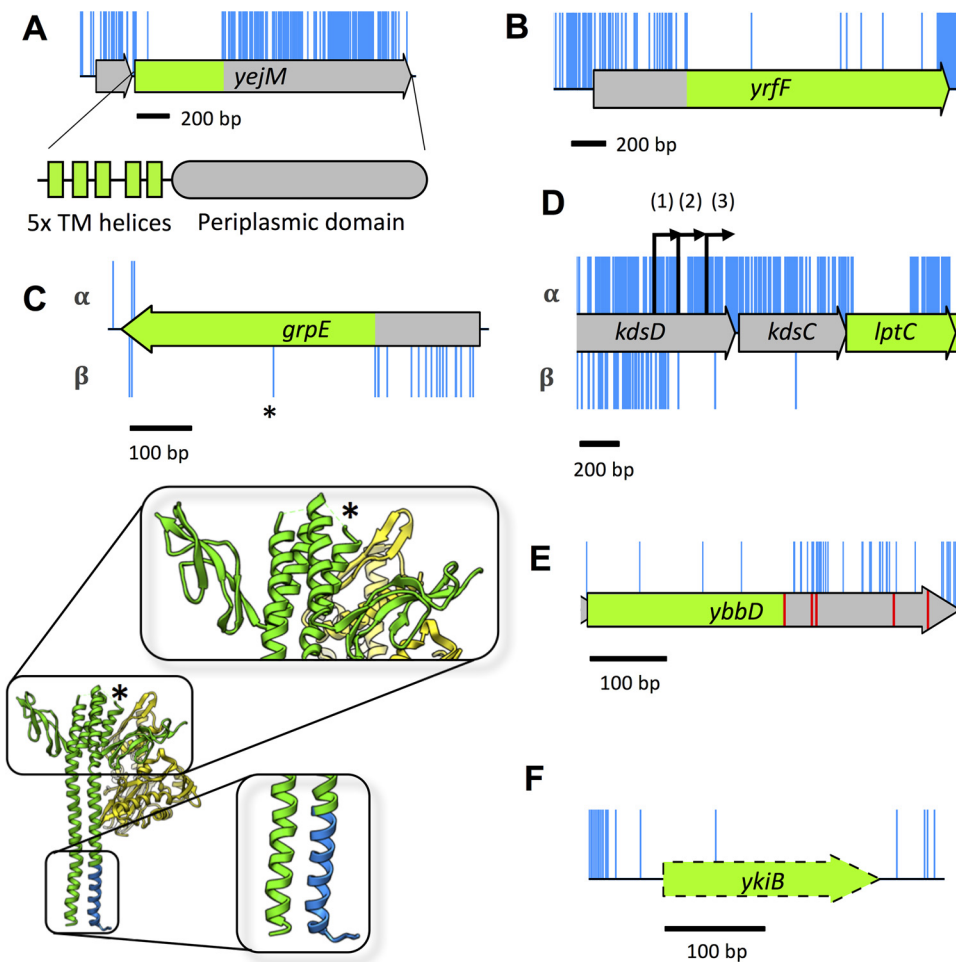 A
yejM
200 bp
5x TM helices
Periplasmic domain
B
yrfF
200 bp
C
α
grpE
β
*
100 bp
*
*
D
(1) (2) (3)
α
kdsD
kdsC
lptC
β
200 bp
E
ybbD
100 bp
F
ykiB
100 bp